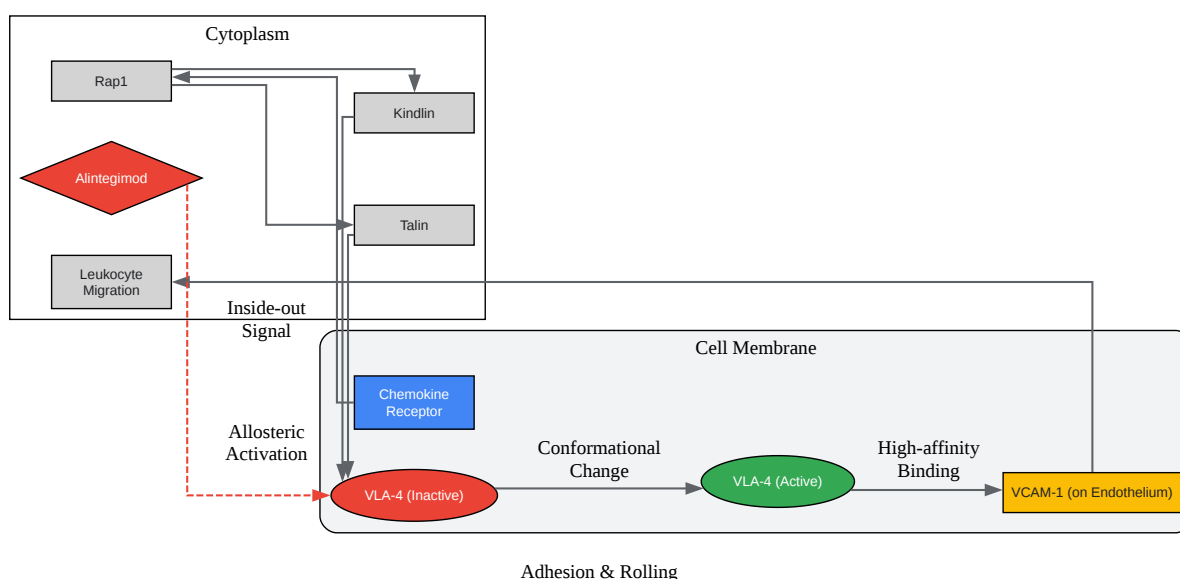 Cytoplasm
Rap1
Kindlin
Alintegimod
Talin
Leukocyte
Migration
Inside-out
Signal
Cell Membrane
Chemokine
Receptor
Allosteric
Activation
Conformational
Change
High-affinity
Binding
VLA-4 (Inactive)
VLA-4 (Active)
VCAM-1 (on Endothelium)
Adhesion & Rolling